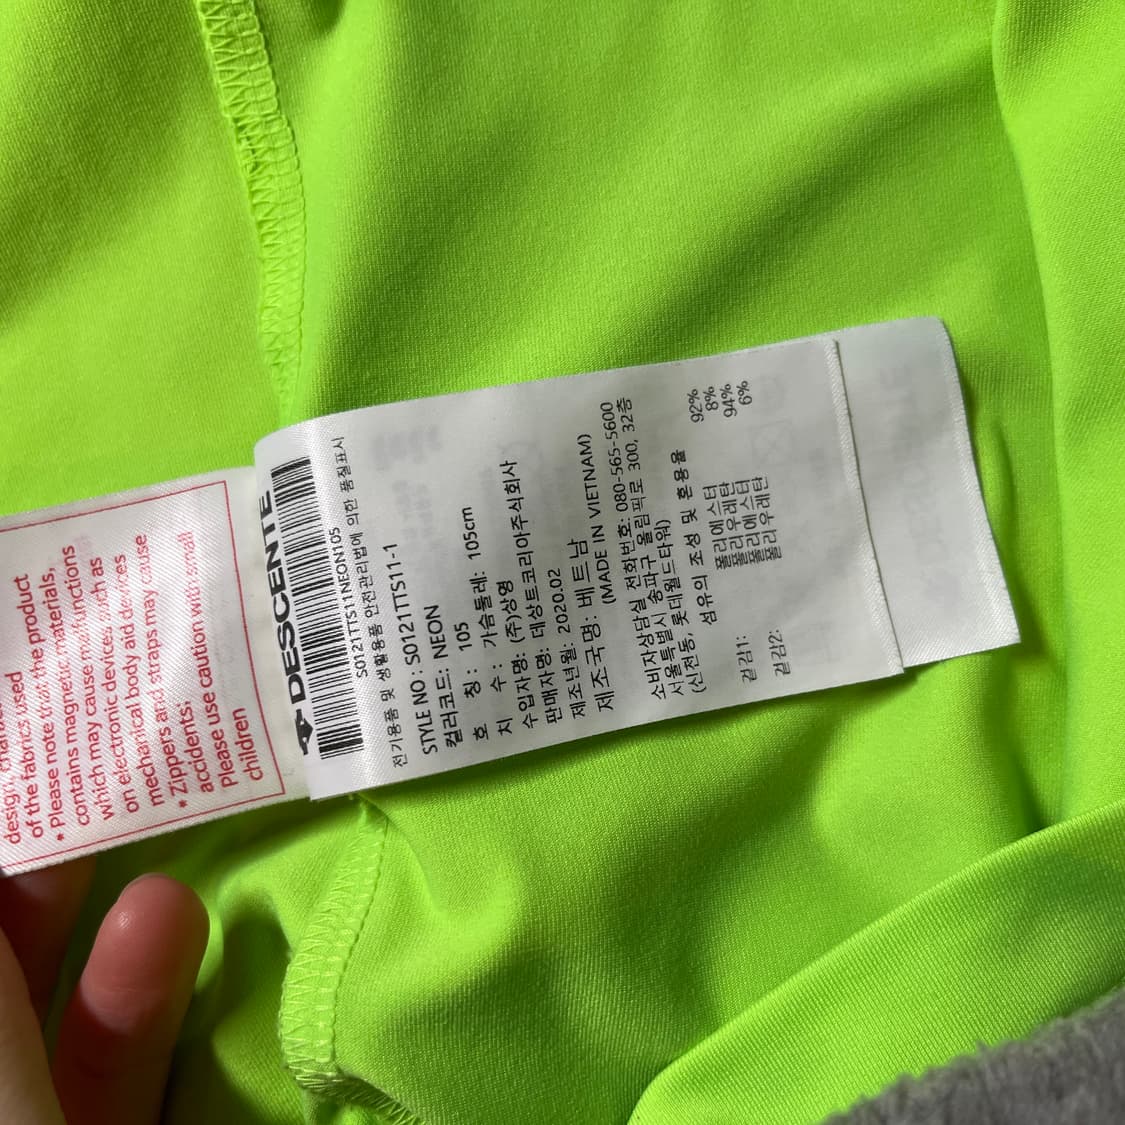 of the fabrics used
* Please note that the product
contains magnetic materials,
which may cause malfunctions
on electronic devices such as
mechanical body aid devices
and straps may cause
* Zippers
accidents;
Please use caution with small
children
DESCENTE
S0121TTS11NEON105
전기용품 및 생활용품 안전관리법에 의한 품질표시
STYLE NO : S0121TTS11-1
컬러코드: NEON
호 칭 : 105
치 수 : 가슴둘레: 105cm
수입자명: (주)상영
판매자명: 데상트코리아주식회사
제조년월: 2020.02
제조국명: 베트남
(MADE IN VIETNAM)
소비자상담실 전화번호: 080-565-5600
서울특별시 송파구 올림픽로 300, 32층
(신천동, 롯데월드타워)
섬유의 조성 및 혼용율
겉감1: 폴리에스터 92%
폴리우레탄 8%
겉감2: 폴리에스터 94%
폴리우레탄 6%